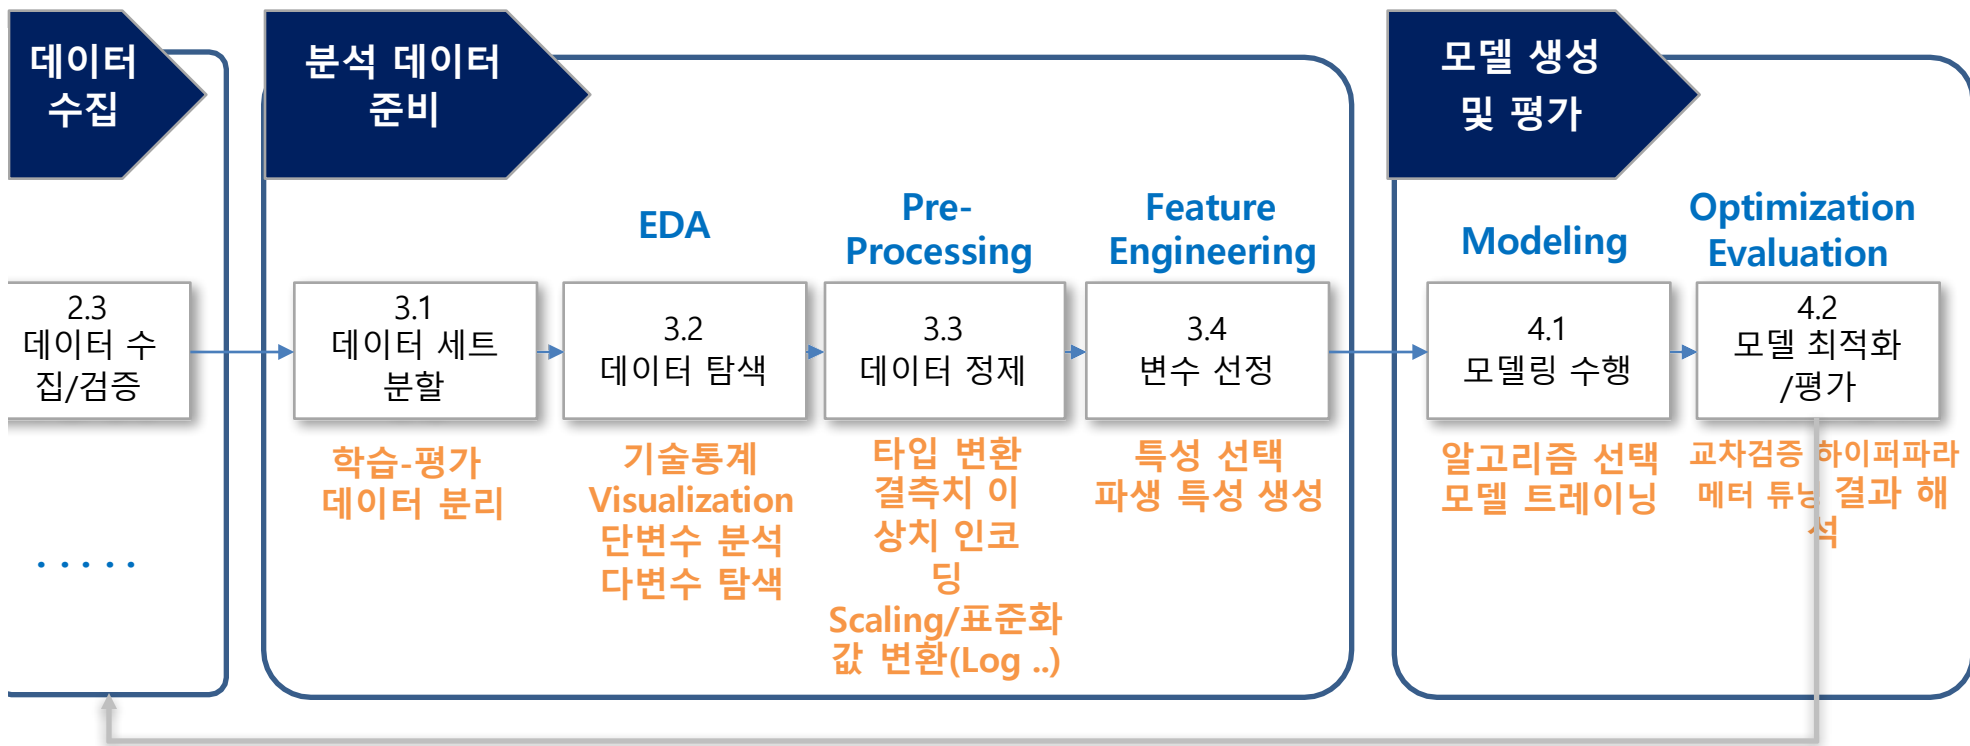 데이터
수집
분석 데이터
준비
모델 생성
및 평가
EDA
Pre-
Processing
Feature
Engineering
Modeling
Optimization
Evaluation
2.3
데이터 수
집/검증
3.1
데이터 세트
분할
3.2
데이터 탐색
3.3
데이터 정제
3.4
변수 선정
4.1
모델링 수행
4.2
모델 최적화
/평가
학습-평가
데이터 분리
기술통계
Visualization
단변수 분석
다변수 탐색
타입 변환
결측치 이
상치 인코
딩
Scaling/표준화
값 변환(Log ..)
특성 선택
파생 특성 생성
알고리즘 선택
모델 트레이닝
교차검증 하이퍼파라
메터 튜닝 결과 해
석
.....